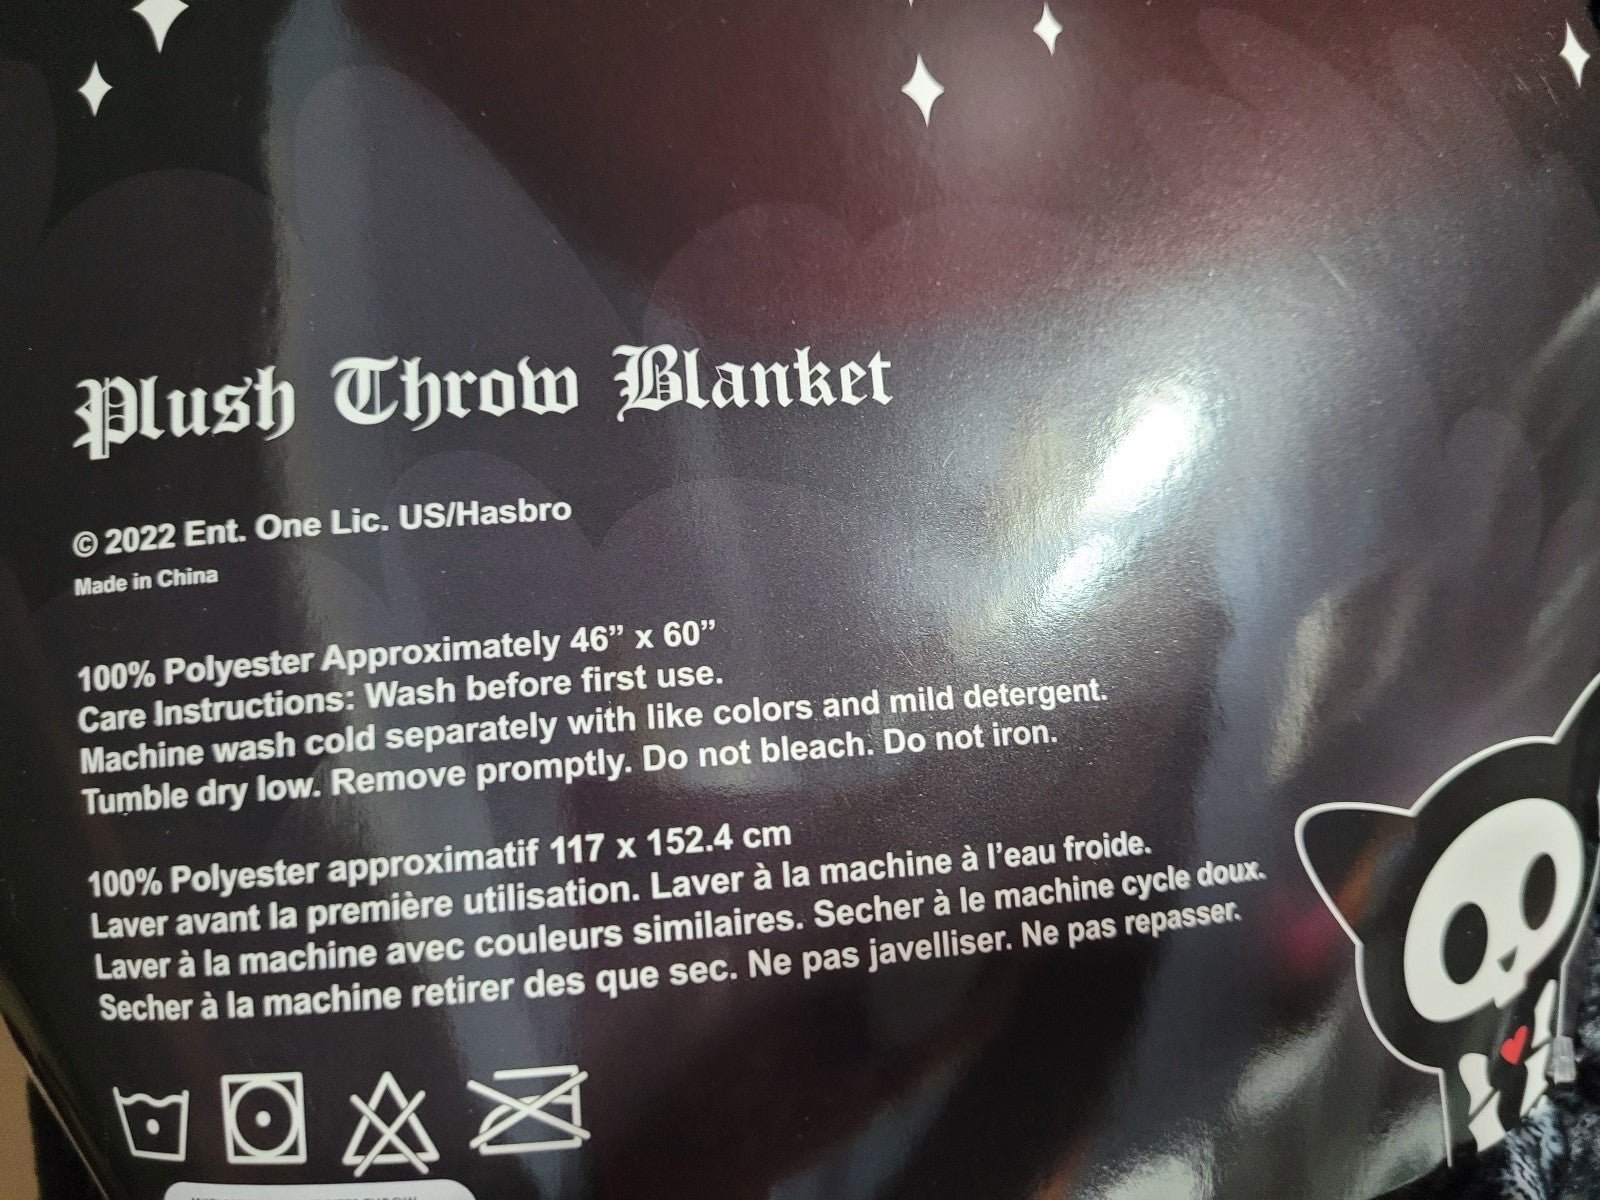 Plush Throw Blanket
© 2022 Ent. One Lic. US/Hasbro
Made in China
100% Polyester Approximately 46” x 60”
Care Instructions: Wash before first use.
Machine wash cold separately with like colors and mild detergent.
Tumble dry low. Remove promptly. Do not bleach. Do not iron.
100% Polyester approximatif 117 x 152.4 cm
Laver avant la première utilisation. Laver à la machine à l’eau froide.
Laver à la machine avec couleurs similaires. Secher à le machine cycle doux.
Secher à la machine retirer des que sec. Ne pas javelliser. Ne pas repasser.